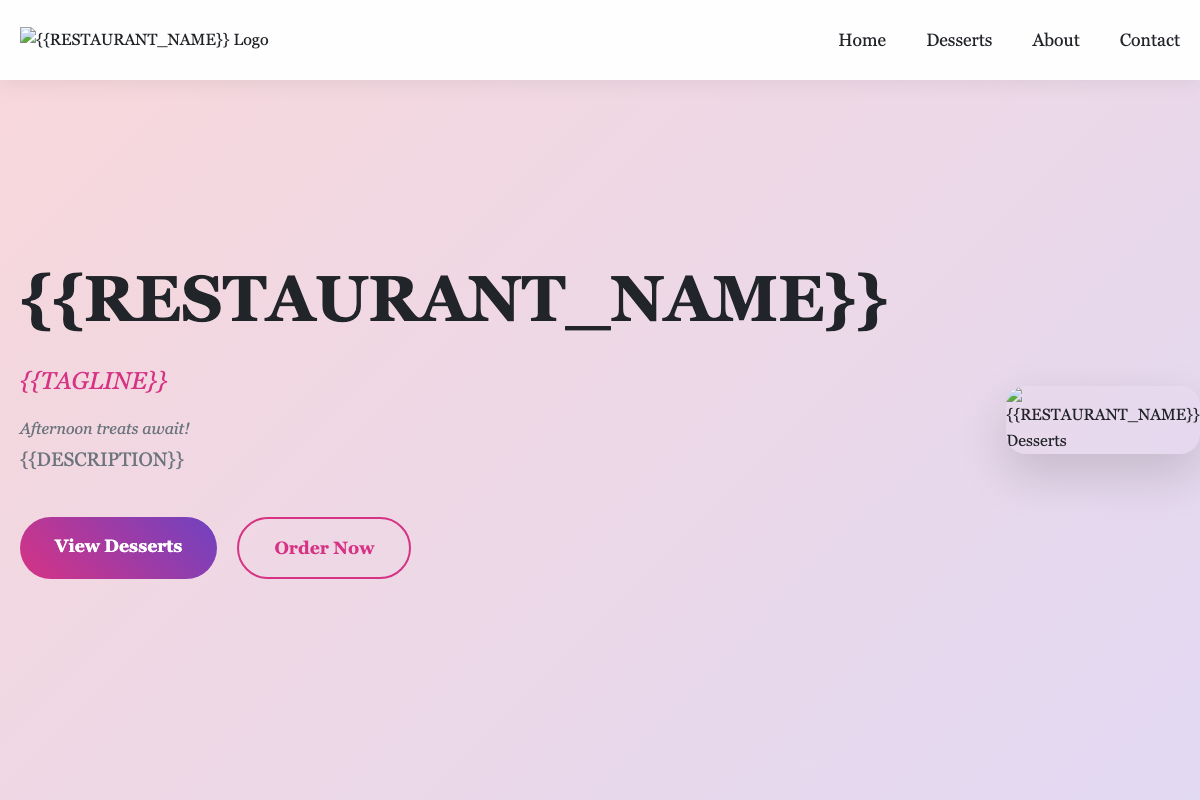 {{RESTAURANT_NAME}} Logo
Home
Desserts
About
Contact
{{RESTAURANT_NAME}}
{{TAGLINE}}
Afternoon treats await!
{{DESCRIPTION}}
View Desserts
Order Now
{{RESTAURANT_NAME}}
Desserts